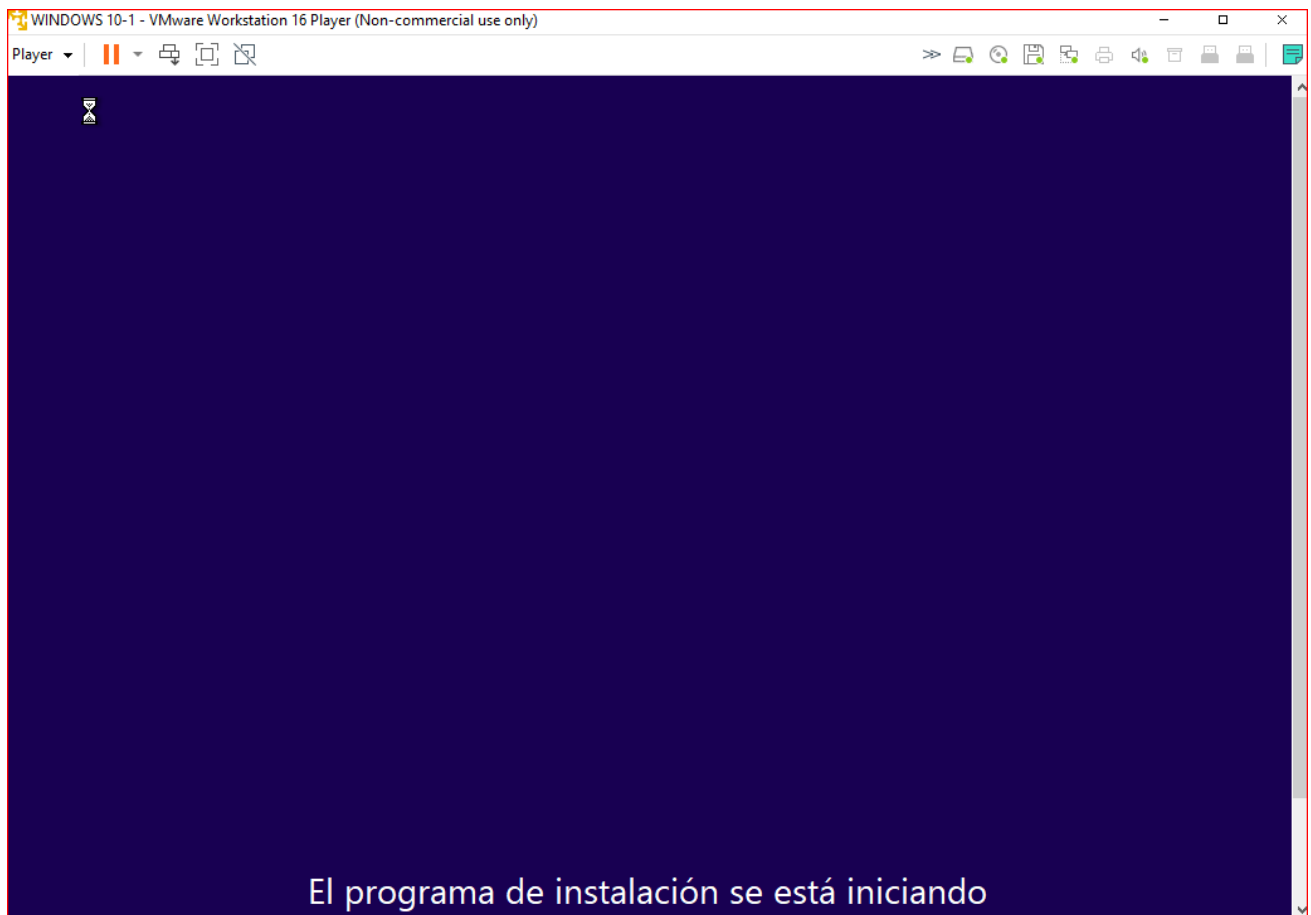 WINDOWS 10-1 - VMware Workstation 16 Player (Non-commercial use only)
Player
El programa de instalación se está iniciando